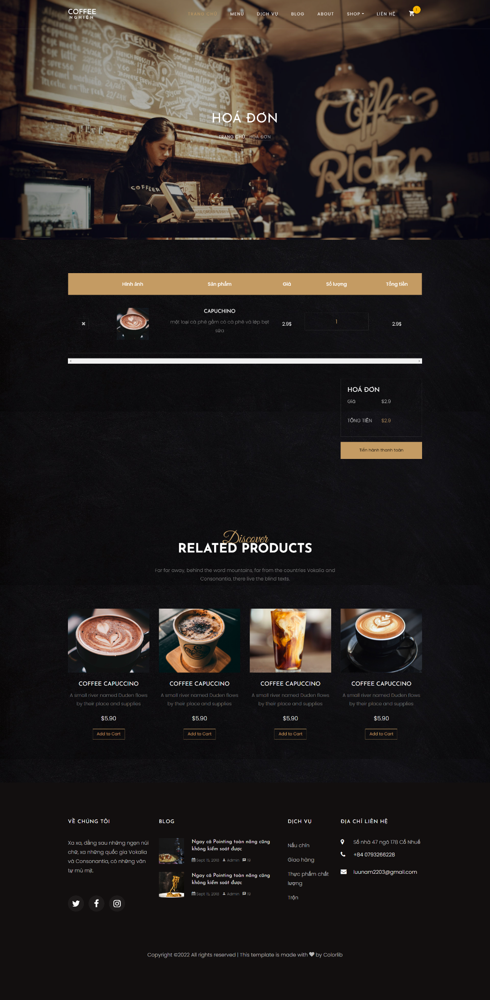 COFFEE
NGHIỆN
TRANG CHỦ MENU DỊCH VỤ BLOG ABOUT SHOP LIÊN HỆ 1
Coffee
Rider
HOÁ ĐƠN
TRANG CHỦ HOÁ ĐƠN
COFFEER
Hình ảnh Sản phẩm Giá Số lượng Tổng tiền
CAPUCHINO
một loại cà phê gồm có cà phê và lớp bọt
sữa
2.9$ 1 2.9$
HOÁ ĐƠN
Giá $2.9
TỔNG TIỀN $2.9
Tiến hành thanh toán
Discover
RELATED PRODUCTS
Far far away, behind the word mountains, far from the countries Vokalia and
Consonantia, there live the blind texts.
COFFEE CAPUCCINO COFFEE CAPUCCINO COFFEE CAPUCCINO COFFEE CAPUCCINO
A small river named Duden flows A small river named Duden flows A small river named Duden flows A small river named Duden flows
by their place and supplies by their place and supplies by their place and supplies by their place and supplies
$5.90 $5.90 $5.90 $5.90
Add to Cart Add to Cart Add to Cart Add to Cart
VỀ CHÚNG TÔI
Xa xa, đằng sau những ngọn núi
chữ, xa những quốc gia Vokalia
và Consonantia, có những văn
tự mù mịt.
BLOG
Ngay cả Pointing toàn năng cũng
không kiểm soát được
Sept 15, 2018 Admin 19
Ngay cả Pointing toàn năng cũng
không kiểm soát được
Sept 15, 2018 Admin 19
DỊCH VỤ
Nấu chín
Giao hàng
Thực phẩm chất
lượng
Trộn
ĐỊA CHỈ LIÊN HỆ
Số nhà 47 ngõ 178 Cổ Nhuế
+84 0793266228
luunam2203@gmail.com
Copyright ©2022 All rights reserved | This template is made with by Colorlib